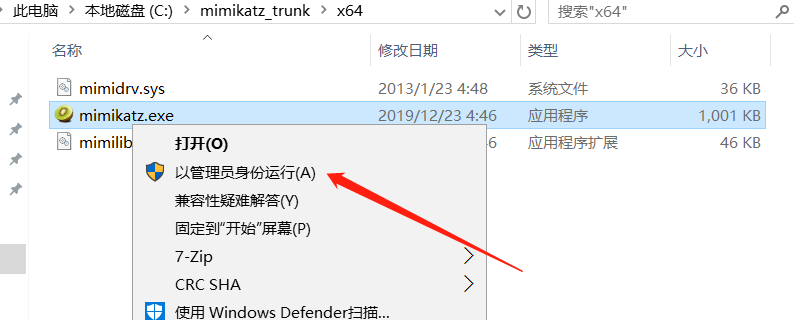 此电脑 › 本地磁盘 (C:) › mimikatz_trunk › x64 搜索"x64"
名称 修改日期 类型 大小
mimidrv.sys 2013/1/23 4:48 系统文件 36 KB
mimikatz.exe 2019/12/23 4:46 应用程序 1,001 KB
mimilib 46 应用程序扩展 46 KB
打开(O)
以管理员身份运行(A)
兼容性疑难解答(Y)
固定到"开始"屏幕(P)
7-Zip
CRC SHA
使用 Windows Defender扫描...